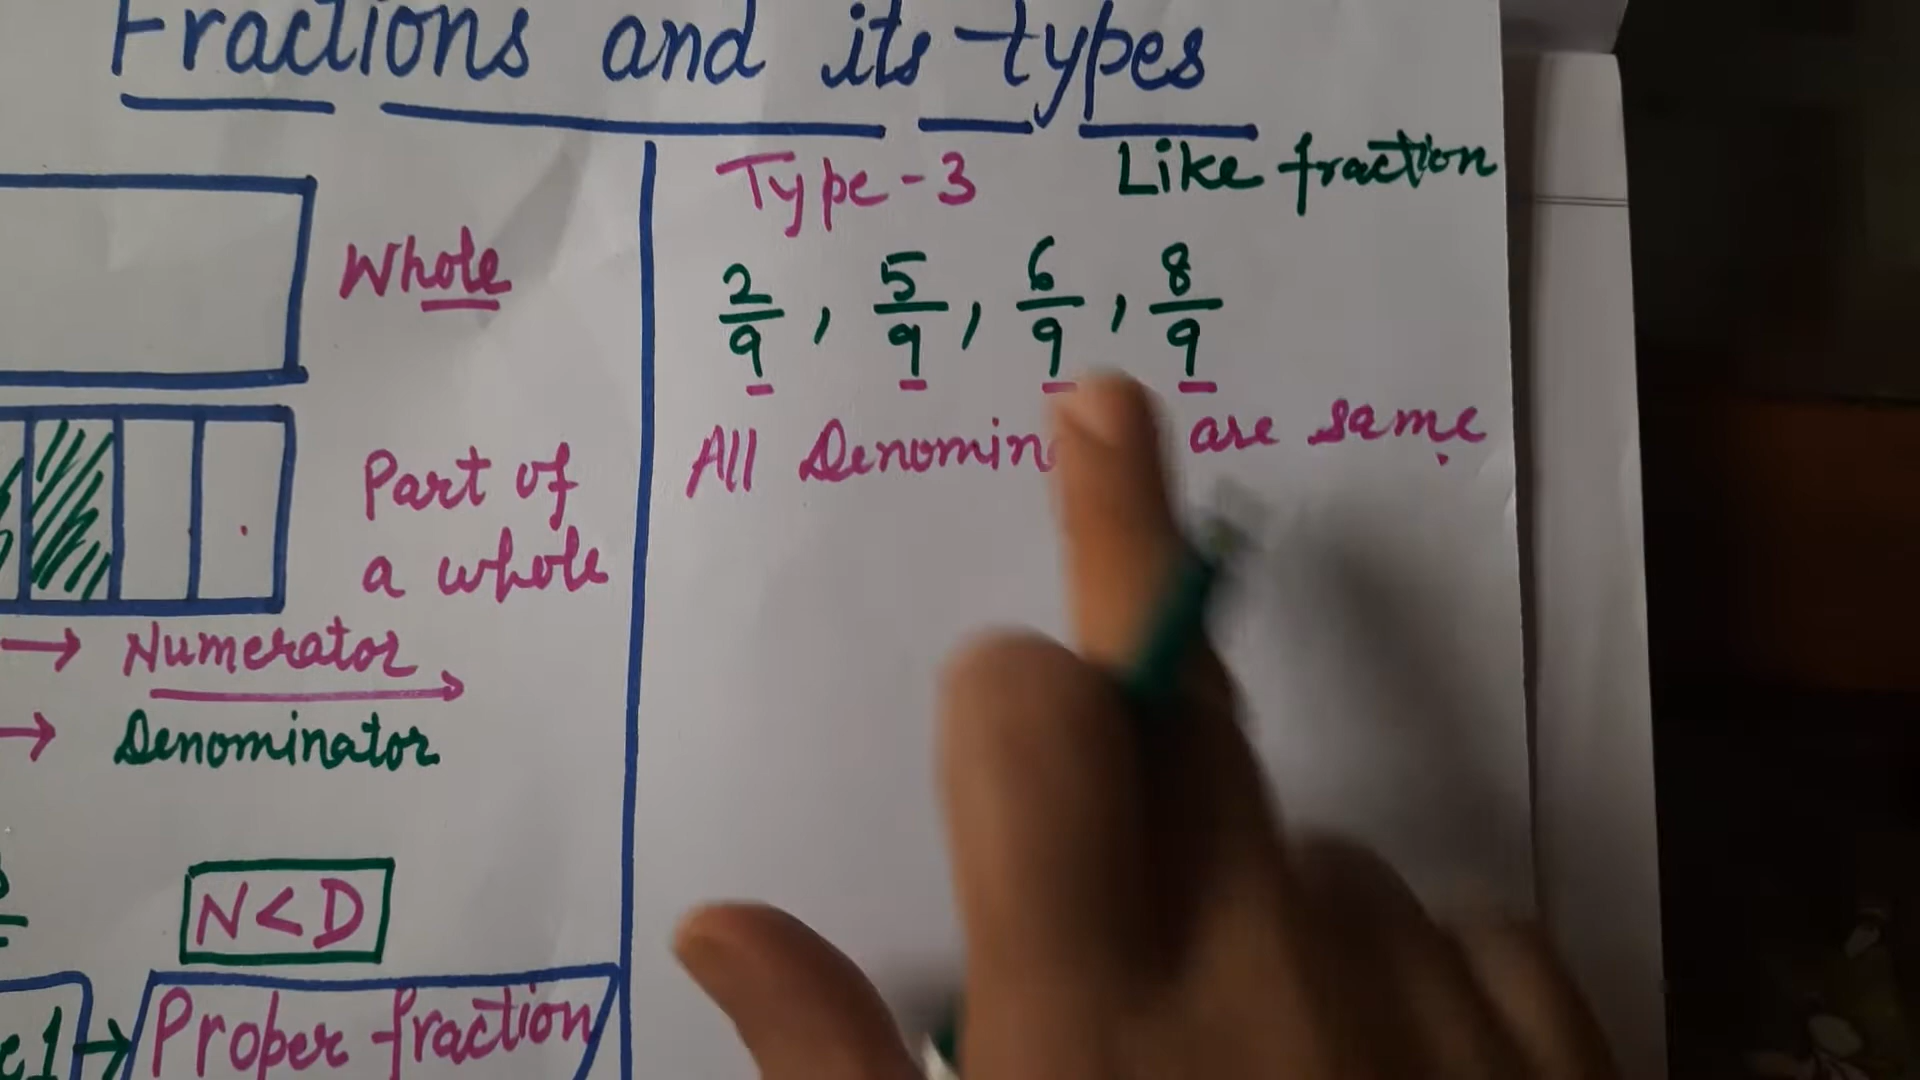 Fractions and its types
Whole
Part of
a whole
→ Numerator
→ Denominator
N<D
→ Proper fraction
Type-3 Like fraction
2/9, 5/9, 6/9, 8/9
All are same